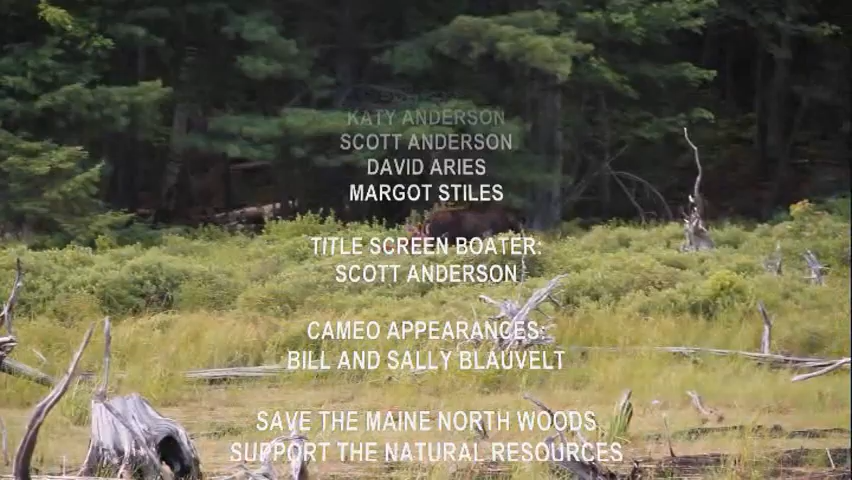 KATY ANDERSON
SCOTT ANDERSON
DAVID ARIES
MARGOT STILES
TITLE SCREEN BOATER:
SCOTT ANDERSON
CAMEO APPEARANCES:
BILL AND SALLY BLAUVELT
SAVE THE MAINE NORTH WOODS
SUPPORT THE NATURAL RESOURCES